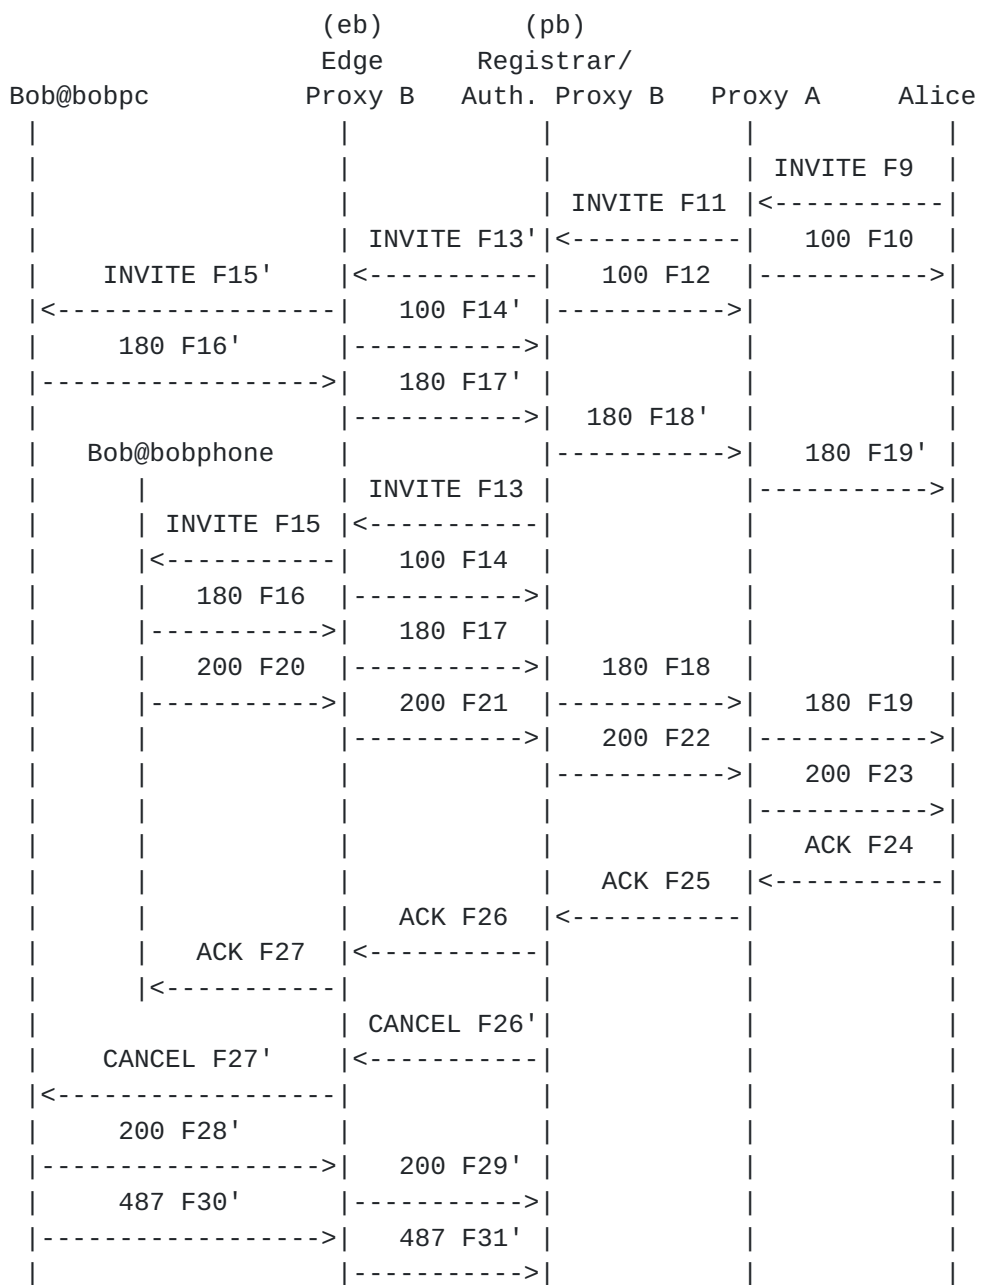 (eb)         (pb)
                    Edge      Registrar/
Bob@bobpc          Proxy B   Auth. Proxy B   Proxy A     Alice
 |                   |            |            |            |
 |                   |            |            | INVITE F9  |
 |                   |            | INVITE F11 |<-----------|
 |                   | INVITE F13'|<-----------|   100 F10  |
 |    INVITE F15'    |<-----------|  100 F12   |----------->|
 |<------------------|   100 F14' |----------->|            |
 |     180 F16'      |----------->|            |            |
 |------------------>|   180 F17' |            |            |
 |                   |----------->|  180 F18'  |            |
 |   Bob@bobphone    |            |----------->|   180 F19' |
 |      |            | INVITE F13 |            |----------->|
 |      | INVITE F15 |<-----------|            |            |
 |      |<-----------|   100 F14  |            |            |
 |      |   180 F16  |----------->|            |            |
 |      |----------->|   180 F17  |            |            |
 |      |   200 F20  |----------->|   180 F18  |            |
 |      |----------->|   200 F21  |----------->|   180 F19  |
 |      |            |----------->|   200 F22  |----------->|
 |      |            |            |----------->|   200 F23  |
 |      |            |            |            |----------->|
 |      |            |            |            |   ACK F24  |
 |      |            |            |   ACK F25  |<-----------|
 |      |            |   ACK F26  |<-----------|            |
 |      |   ACK F27  |<-----------|            |            |
 |      |<-----------|            |            |            |
 |                   | CANCEL F26'|            |            |
 |    CANCEL F27'    |<-----------|            |            |
 |<------------------|            |            |            |
 |     200 F28'      |            |            |            |
 |------------------>|   200 F29' |            |            |
 |     487 F30'      |----------->|            |            |
 |------------------>|   487 F31' |            |            |
 |                   |----------->|            |            |